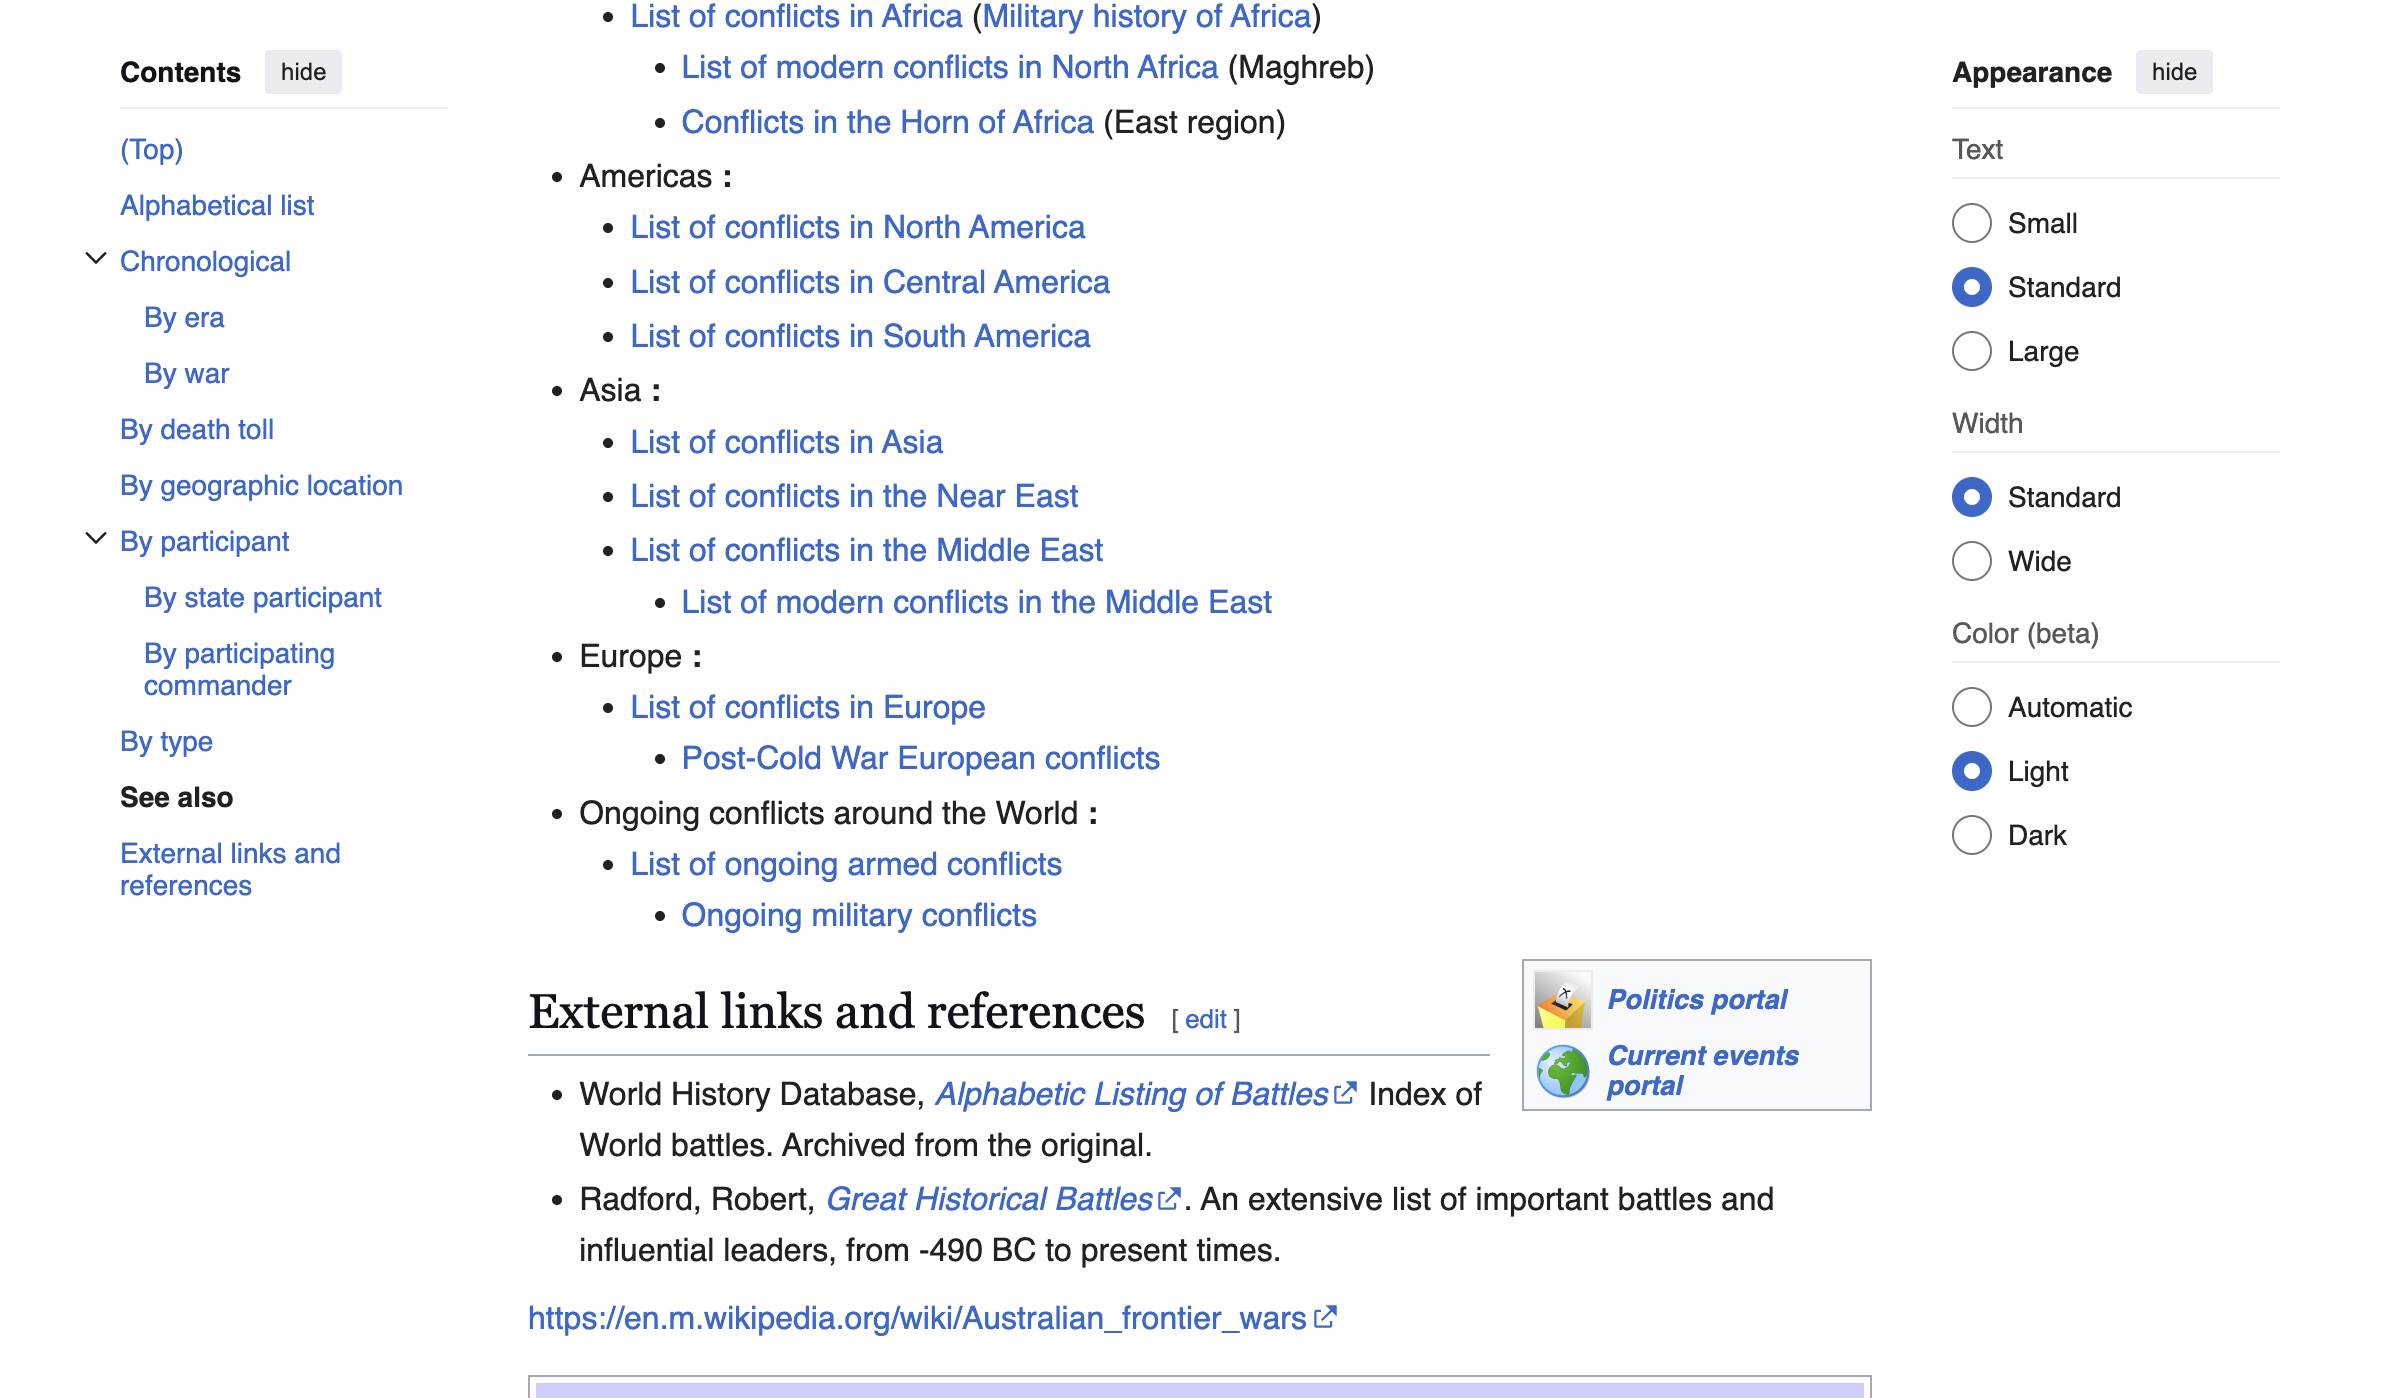 Contents hide
(Top)
Alphabetical list
Chronological
By era
By war
By death toll
By geographic location
By participant
By state participant
By participating
commander
By type
See also
External links and
references
List of conflicts in Africa (Military history of Africa)
List of modern conflicts in North Africa (Maghreb)
Conflicts in the Horn of Africa (East region)
Americas :
List of conflicts in North America
List of conflicts in Central America
List of conflicts in South America
Asia :
List of conflicts in Asia
List of conflicts in the Near East
List of conflicts in the Middle East
List of modern conflicts in the Middle East
Europe :
List of conflicts in Europe
Post-Cold War European conflicts
Ongoing conflicts around the World :
List of ongoing armed conflicts
Ongoing military conflicts
External links and references [ edit ]
World History Database, Alphabetic Listing of Battles Index of
World battles. Archived from the original.
Radford, Robert, Great Historical Battles. An extensive list of important battles and
influential leaders, from -490 BC to present times.
https://en.m.wikipedia.org/wiki/Australian_frontier_wars
Politics portal
Current events
portal
Appearance hide
Text
Small
Standard
Large
Width
Standard
Wide
Color (beta)
Automatic
Light
Dark